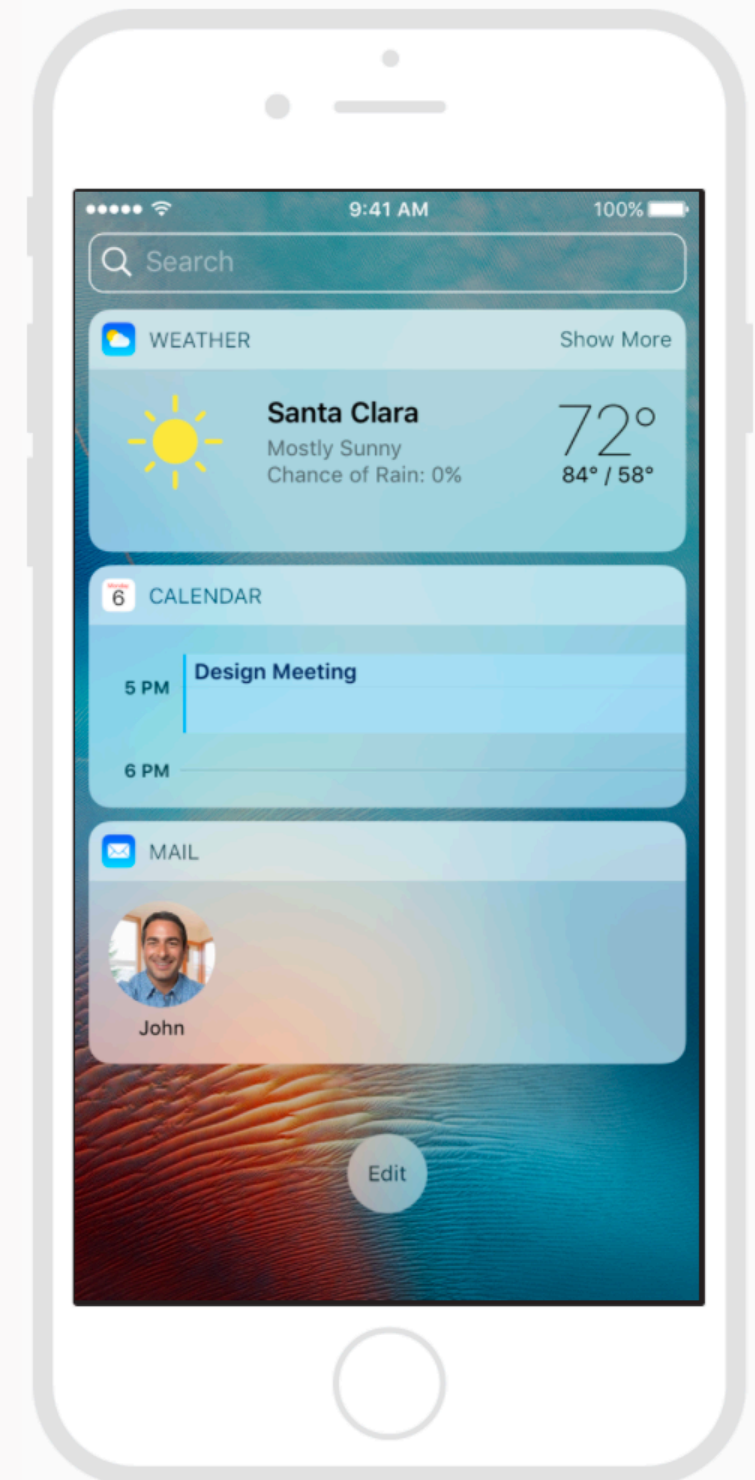 9:41 AM 100%
Search
WEATHER Show More
Santa Clara
72°
Mostly Sunny
Chance of Rain: 0%
84° / 58°
Monday
6
CALENDAR
Design Meeting
5 PM
6 PM
MAIL
John
Edit